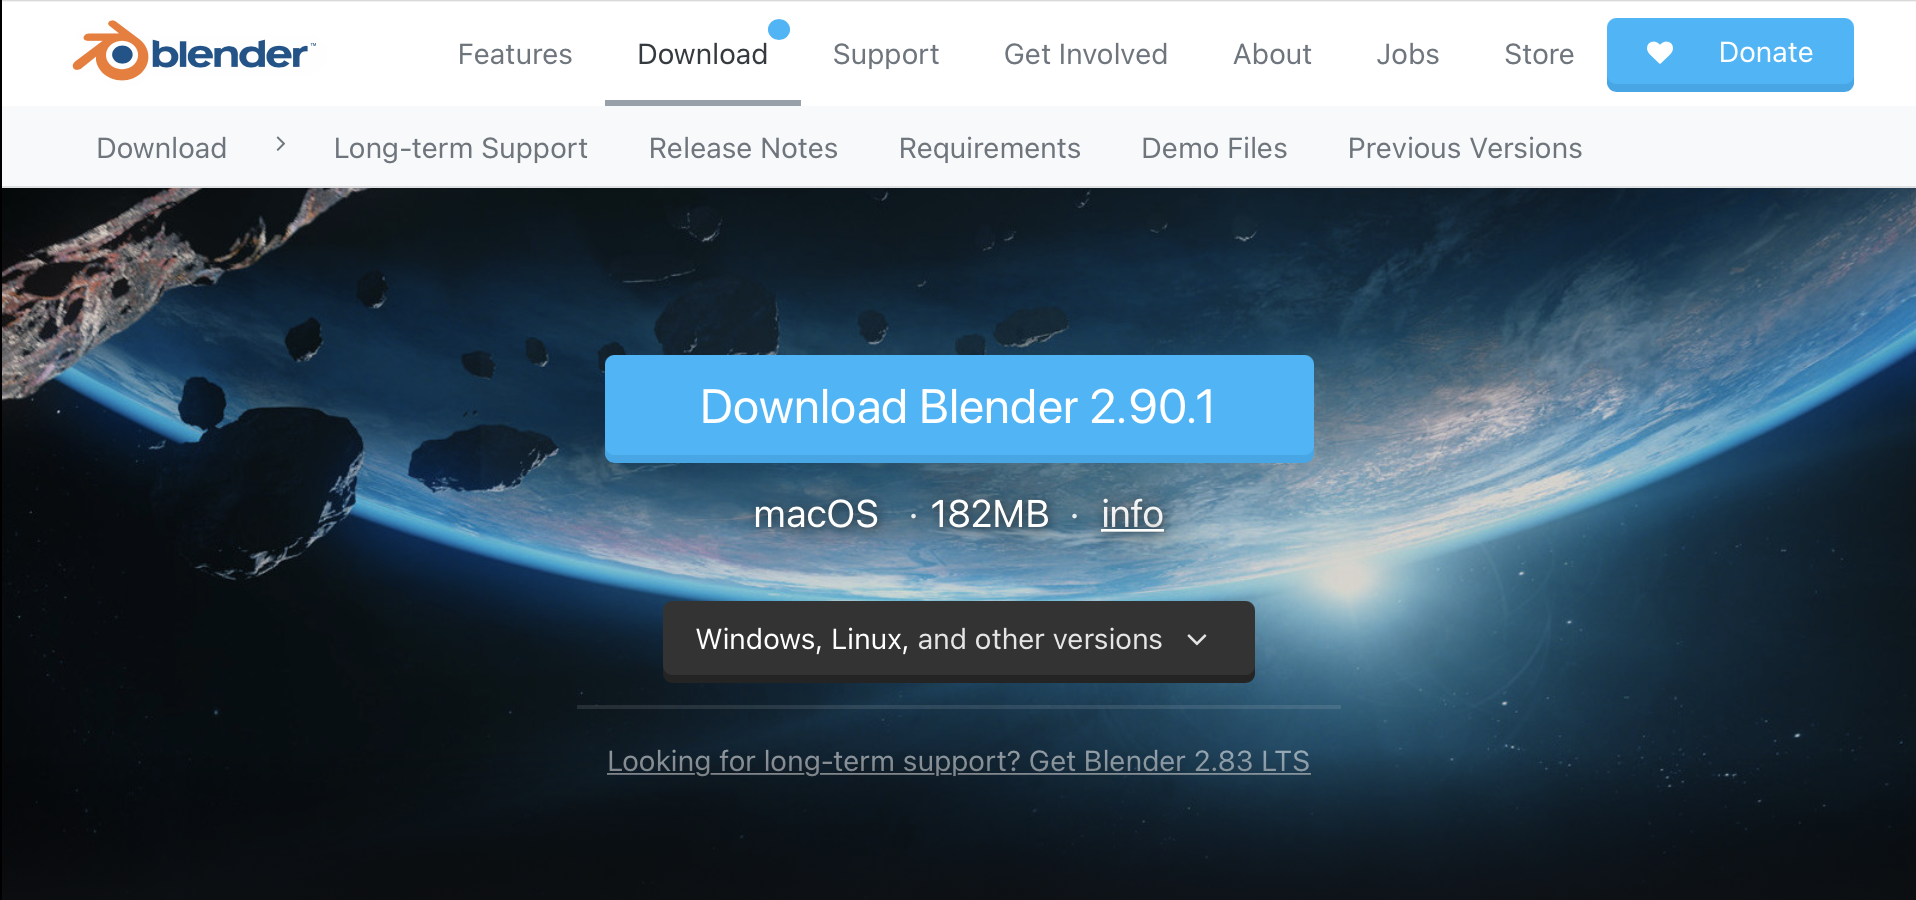 blender™
Features Download Support Get Involved About Jobs Store Donate
Download > Long-term Support Release Notes Requirements Demo Files Previous Versions
Download Blender 2.90.1
macOS · 182MB · info
Windows, Linux, and other versions
Looking for long-term support? Get Blender 2.83 LTS